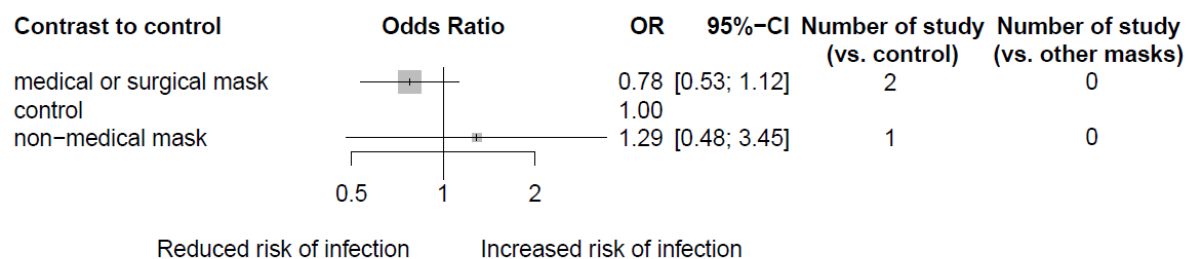 Contrast to control Odds Ratio OR 95%−CI Number of study (vs. control) Number of study (vs. other masks)
medical or surgical mask 0.78 [0.53; 1.12] 2 0
control 1.00
non−medical mask 1.29 [0.48; 3.45] 1 0
0.5 1 2
Reduced risk of infection Increased risk of infection